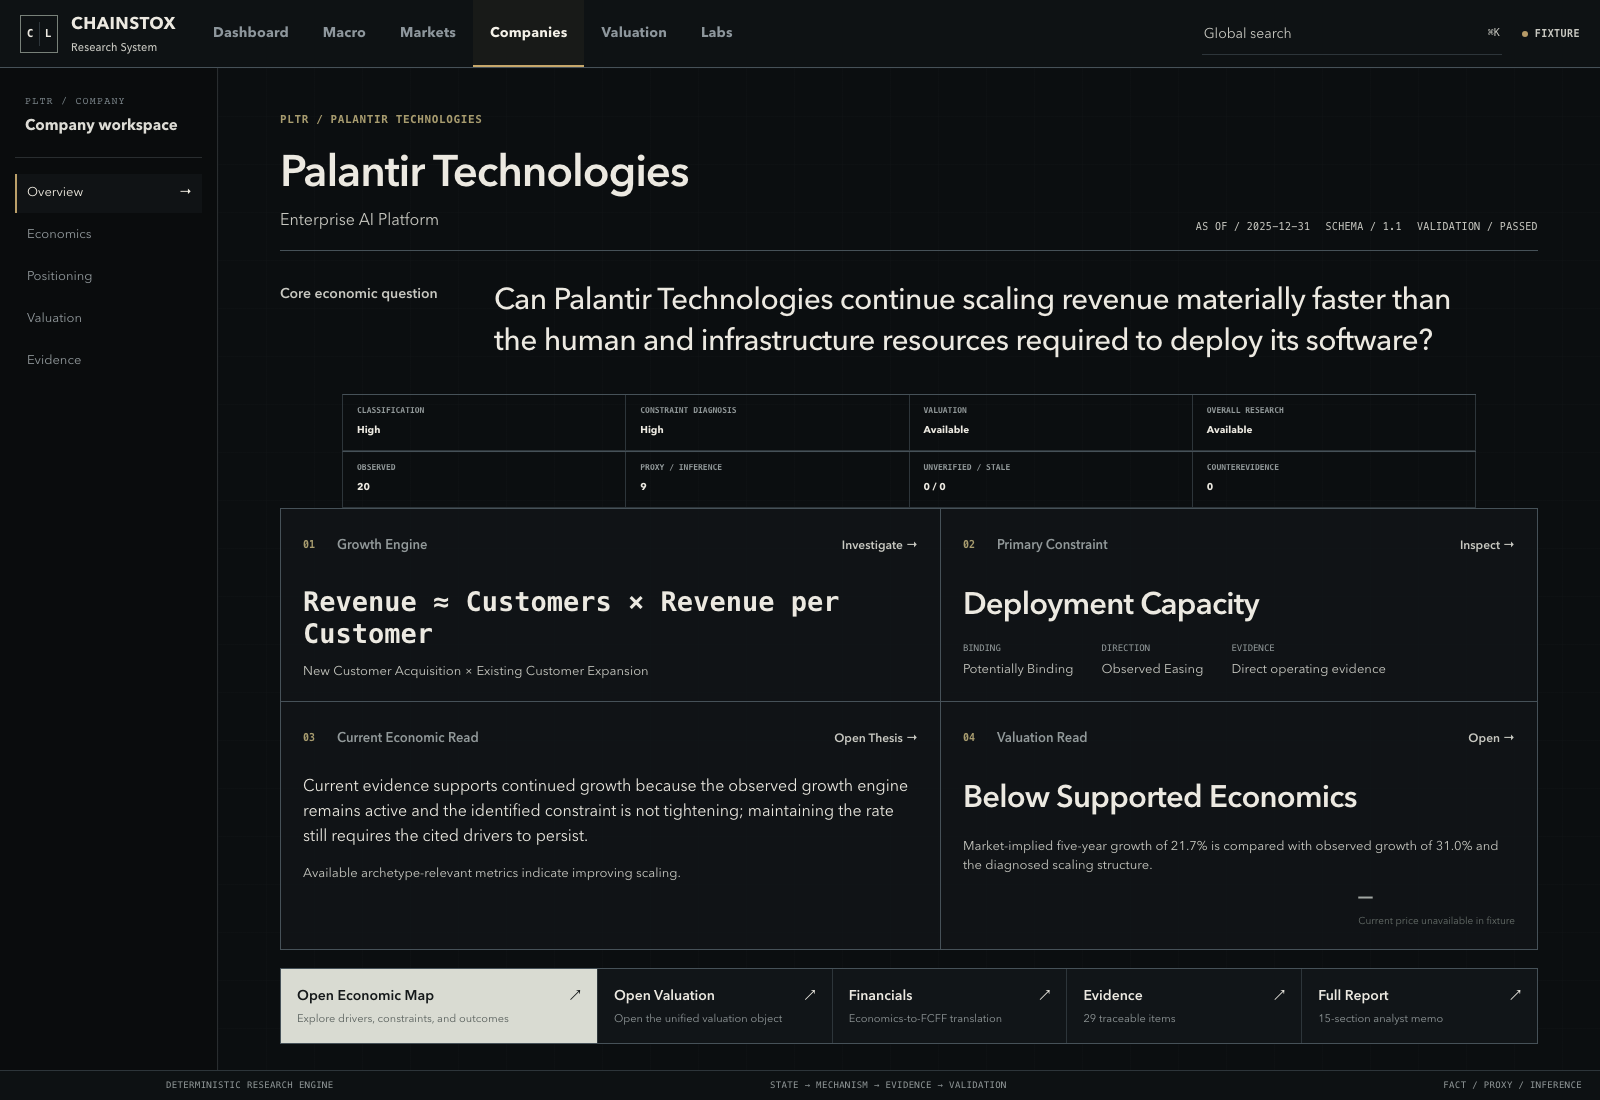 C L
CHAINSTOX
Research System
Dashboard
Macro
Markets
Companies
Valuation
Labs
Global search
⌘K
FIXTURE
PLTR / COMPANY
Company workspace
Overview →
Economics
Positioning
Valuation
Evidence
PLTR / PALANTIR TECHNOLOGIES
Palantir Technologies
Enterprise AI Platform
AS OF / 2025-12-31 SCHEMA / 1.1 VALIDATION / PASSED
Core economic question
Can Palantir Technologies continue scaling revenue materially faster than
the human and infrastructure resources required to deploy its software?
CLASSIFICATION
High
CONSTRAINT DIAGNOSIS
High
VALUATION
Available
OVERALL RESEARCH
Available
OBSERVED
20
PROXY / INFERENCE
9
UNVERIFIED / STALE
0 / 0
COUNTEREVIDENCE
0
01 Growth Engine
Investigate →
Revenue ≈ Customers × Revenue per
Customer
New Customer Acquisition × Existing Customer Expansion
02 Primary Constraint
Inspect →
Deployment Capacity
BINDING
Potentially Binding
DIRECTION
Observed Easing
EVIDENCE
Direct operating evidence
03 Current Economic Read
Open Thesis →
Current evidence supports continued growth because the observed growth engine
remains active and the identified constraint is not tightening; maintaining the rate
still requires the cited drivers to persist.
Available archetype-relevant metrics indicate improving scaling.
04 Valuation Read
Open →
Below Supported Economics
Market-implied five-year growth of 21.7% is compared with observed growth of 31.0% and
the diagnosed scaling structure.
—
Current price unavailable in fixture
Open Economic Map ↗
Explore drivers, constraints, and outcomes
Open Valuation ↗
Open the unified valuation object
Financials ↗
Economics-to-FCFF translation
Evidence ↗
29 traceable items
Full Report ↗
15-section analyst memo
DETERMINISTIC RESEARCH ENGINE
STATE → MECHANISM → EVIDENCE → VALIDATION
FACT / PROXY / INFERENCE